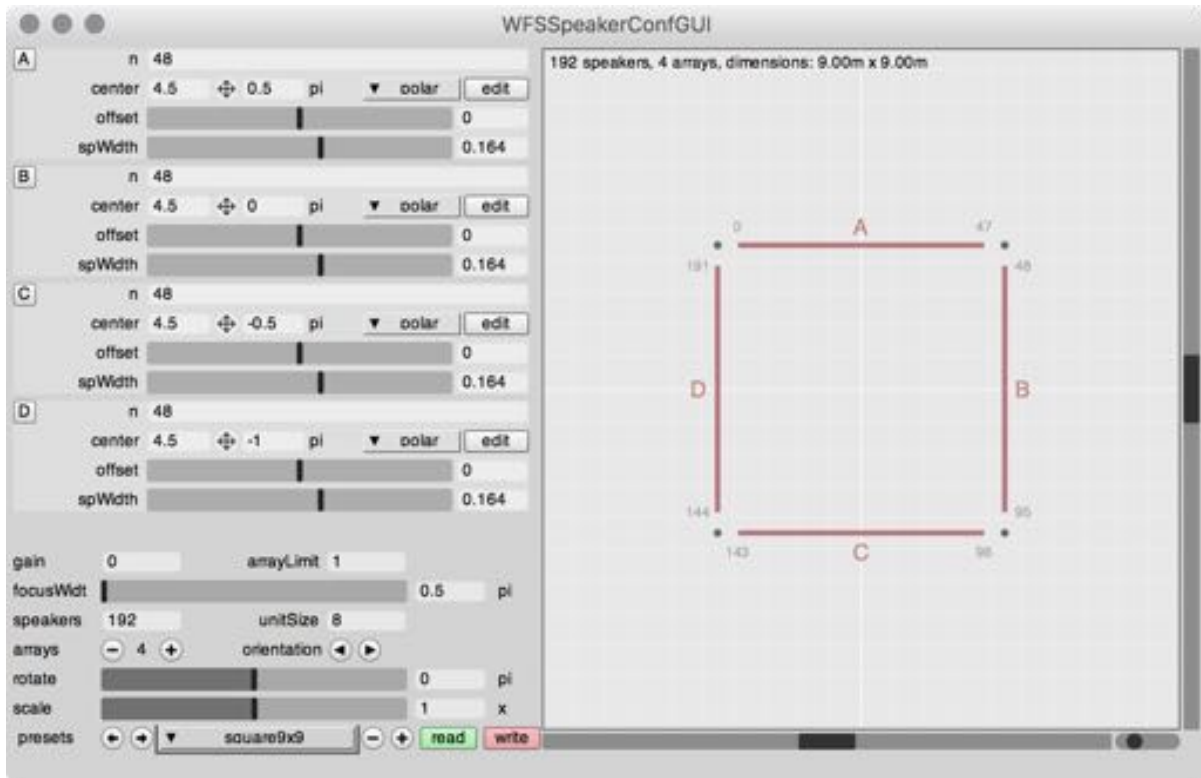 WFSSpeakerConfGUI
A n 48
center 4.5 0.5 pi ▼ polar edit
offset 0
spWidth 0.164
B n 48
center 4.5 0 pi ▼ polar edit
offset 0
spWidth 0.164
C n 48
center 4.5 -0.5 pi ▼ polar edit
offset 0
spWidth 0.164
D n 48
center 4.5 -1 pi ▼ polar edit
offset 0
spWidth 0.164
gain 0 arrayLimit 1
focusWidt 0.5 pi
speakers 192 unitSize 8
arrays - 4 + orientation ◀ ▶
rotate 0 pi
scale 1 x
presets ← → ▼ square9x9 - + read write
192 speakers, 4 arrays, dimensions: 9.00m x 9.00m
0 A 47
191 48
D B
144 95
143 C 96